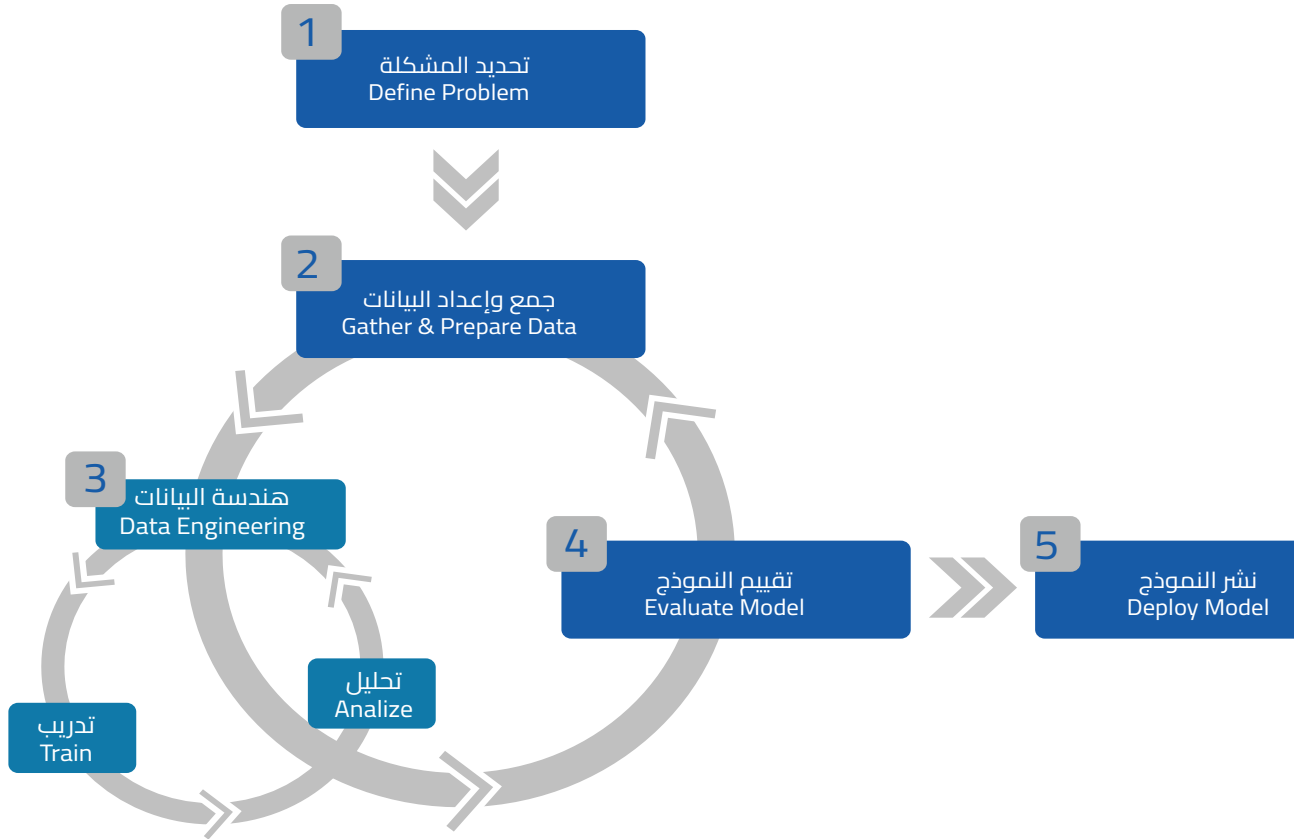 1
تحديد المشكلة
Define Problem
2
جمع وإعداد البيانات
Gather & Prepare Data
3
هندسة البيانات
Data Engineering
4
تقييم النموذج
Evaluate Model
5
نشر النموذج
Deploy Model
تحليل
Analize
تدريب
Train